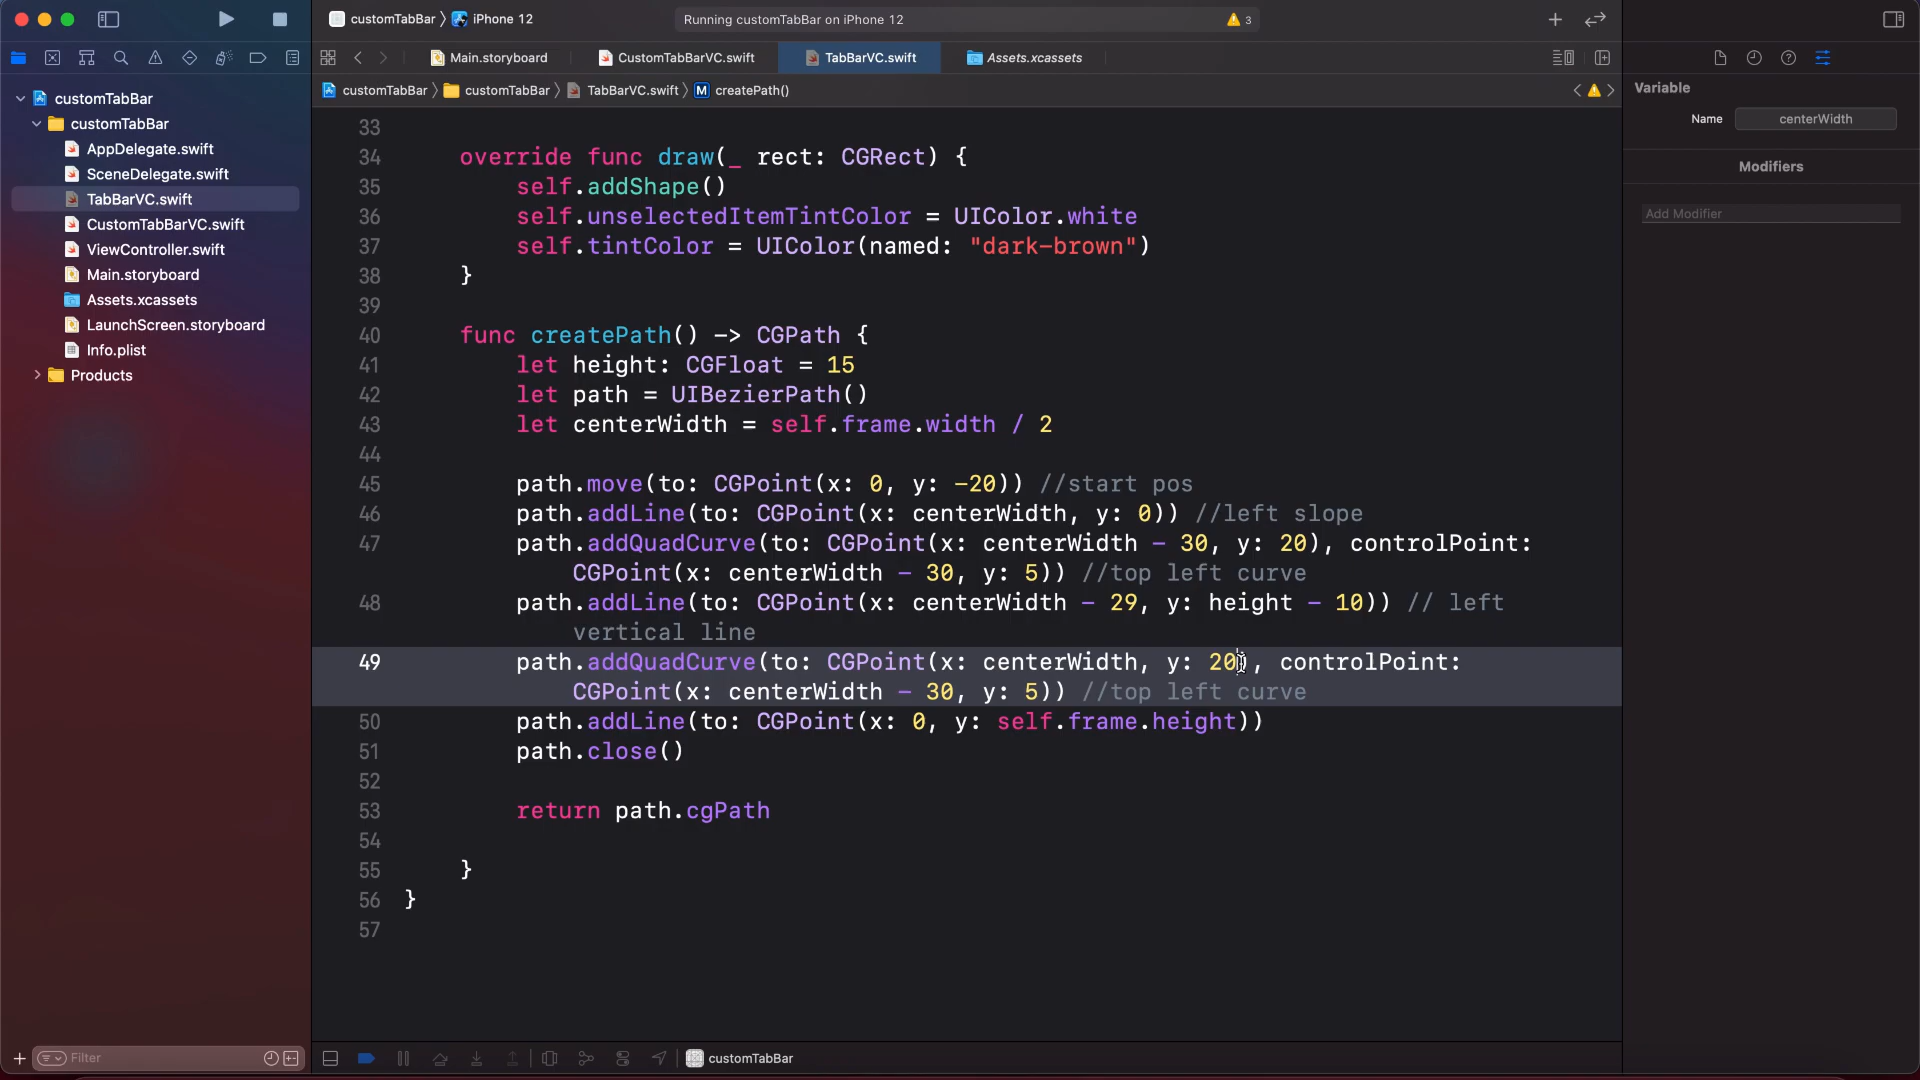 customTabBar
iPhone 12
Running customTabBar on iPhone 12
3
Main.storyboard
CustomTabBarVC.swift
TabBarVC.swift
Assets.xcassets
customTabBar
customTabBar
TabBarVC.swift
M createPath()
customTabBar
customTabBar
AppDelegate.swift
SceneDelegate.swift
TabBarVC.swift
CustomTabBarVC.swift
ViewController.swift
Main.storyboard
Assets.xcassets
LaunchScreen.storyboard
Info.plist
Products
Filter
33
34 override func draw(_ rect: CGRect) {
35 self.addShape()
36 self.unselectedItemTintColor = UIColor.white
37 self.tintColor = UIColor(named: "dark-brown")
38 }
39
40 func createPath() -> CGPath {
41 let height: CGFloat = 15
42 let path = UIBezierPath()
43 let centerWidth = self.frame.width / 2
44
45 path.move(to: CGPoint(x: 0, y: -20)) //start pos
46 path.addLine(to: CGPoint(x: centerWidth, y: 0)) //left slope
47 path.addQuadCurve(to: CGPoint(x: centerWidth - 30, y: 20), controlPoint:
CGPoint(x: centerWidth - 30, y: 5)) //top left curve
48 path.addLine(to: CGPoint(x: centerWidth - 29, y: height - 10)) // left
vertical line
49 path.addQuadCurve(to: CGPoint(x: centerWidth, y: 20), controlPoint:
CGPoint(x: centerWidth - 30, y: 5)) //top left curve
50 path.addLine(to: CGPoint(x: 0, y: self.frame.height))
51 path.close()
52
53 return path.cgPath
54
55 }
56 }
57
customTabBar
Variable
Name centerWidth
Modifiers
Add Modifier